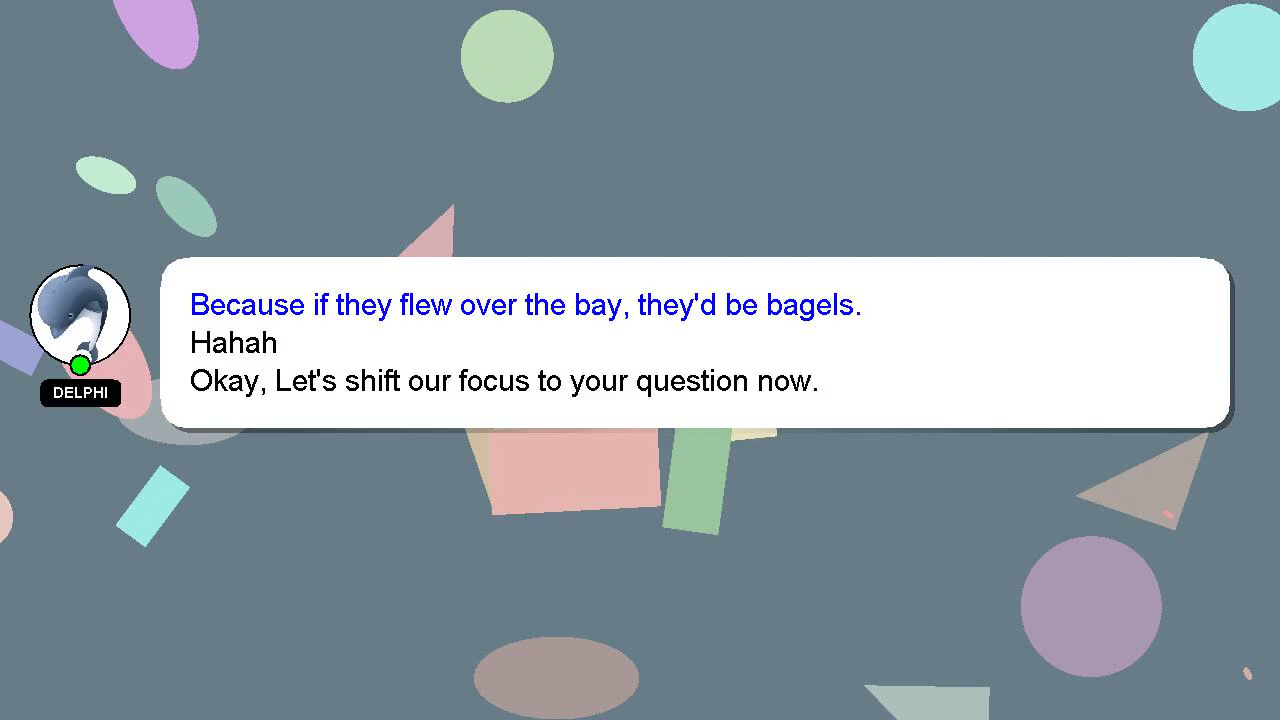 Because if they flew over the bay, they'd be bagels.
Hahah
Okay, Let's shift our focus to your question now.
DELPHI